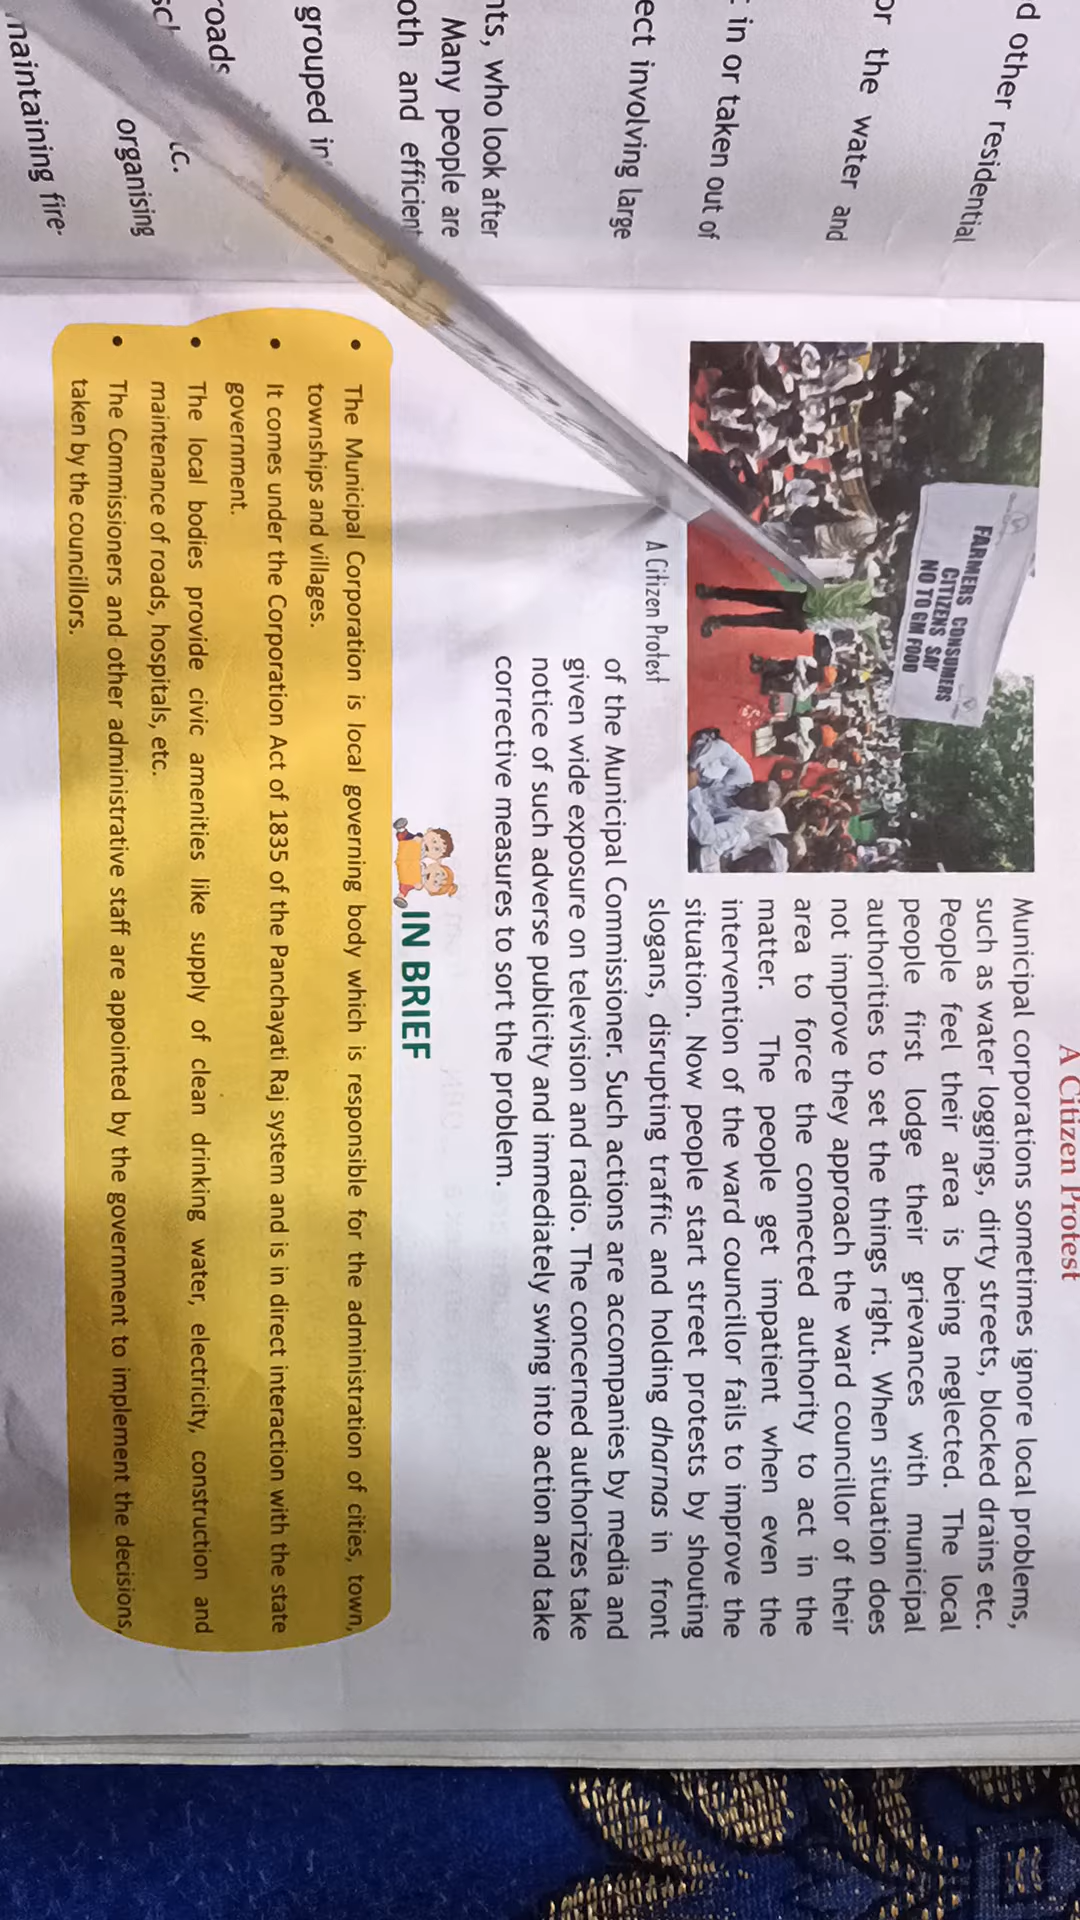 d other residential
or the water and
in or taken out of
ect involving large
nts, who look after
Many people are
oth and efficient
grouped in
roads
sch
organising
maintaining fire-
A Citizen Protest
FARMERS CONSUMERS
CITIZENS SAY
NO TO GM FOOD
A Citizen Protest
Municipal corporations sometimes ignore local problems,
such as water loggings, dirty streets, blocked drains etc.
People feel their area is being neglected. The local
people first lodge their grievances with municipal
authorities to set the things right. When situation does
not improve they approach the ward councillor of their
area to force the connected authority to act in the
matter. The people get impatient when even the
intervention of the ward councillor fails to improve the
situation. Now people start street protests by shouting
slogans, disrupting traffic and holding dharnas in front
of the Municipal Commissioner. Such actions are accompanies by media and
given wide exposure on television and radio. The concerned authorizes take
notice of such adverse publicity and immediately swing into action and take
corrective measures to sort the problem.
IN BRIEF
• The Municipal Corporation is local governing body which is responsible for the administration of cities, town,
townships and villages.
• It comes under the Corporation Act of 1835 of the Panchayati Raj system and is in direct interaction with the state
government.
• The local bodies provide civic amenities like supply of clean drinking water, electricity, construction and
maintenance of roads, hospitals, etc.
• The Commissioners and other administrative staff are appointed by the government to implement the decisions
taken by the councillors.